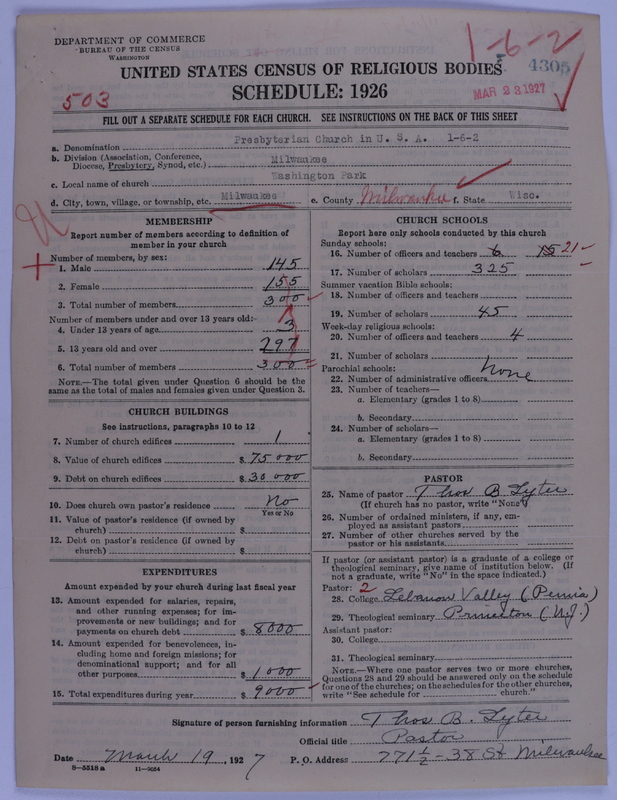 DEPARTMENT OF COMMERCE
BUREAU OF THE CENSUS
WASHINGTON
1-6-2
4305
UNITED STATES CENSUS OF RELIGIOUS BODIES
503
SCHEDULE: 1926
MAR 23 1927
FILL OUT A SEPARATE SCHEDULE FOR EACH CHURCH. SEE INSTRUCTIONS ON THE BACK OF THIS SHEET
a. Denomination Presbyterian Church in U. S. A. 1-6-2
b. Division (Association, Conference, Diocese, Presbytery, Synod, etc.) Milwaukee
c. Local name of church Washington Park
d. City, town, village, or township, etc. Milwaukee e. County Milwaukee f. State Wisc.
MEMBERSHIP
Report number of members according to definition of
member in your church
Number of members, by sex:
1. Male 145
2. Female 155
3. Total number of members 300
Number of members under and over 13 years old:
4. Under 13 years of age 3
5. 13 years old and over 297
6. Total number of members 300
NOTE.—The total given under Question 6 should be the
same as the total of males and females given under Question 3.
CHURCH BUILDINGS
See instructions, paragraphs 10 to 12
7. Number of church edifices 1
8. Value of church edifices $ 75000
9. Debt on church edifices $ 30000
10. Does church own pastor's residence No
Yes or No
11. Value of pastor's residence (if owned by
church) $
12. Debt on pastor's residence (if owned by
church) $
EXPENDITURES
Amount expended by your church during last fiscal year
13. Amount expended for salaries, repairs,
and other running expenses; for im-
provements or new buildings; and for
payments on church debt $ 8000
14. Amount expended for benevolences, in-
cluding home and foreign missions; for
denominational support; and for all
other purposes $ 1000
15. Total expenditures during year $ 9000
CHURCH SCHOOLS
Report here only schools conducted by this church
Sunday schools:
16. Number of officers and teachers 6 15 21
17. Number of scholars 325
Summer vacation Bible schools:
18. Number of officers and teachers
19. Number of scholars 45
Week-day religious schools:
20. Number of officers and teachers 4
21. Number of scholars
Parochial schools:
22. Number of administrative officers none
23. Number of teachers—
a. Elementary (grades 1 to 8)
b. Secondary
24. Number of scholars—
a. Elementary (grades 1 to 8)
b. Secondary
PASTOR
25. Name of pastor Thos B. Lyter
(If church has no pastor, write "None")
26. Number of ordained ministers, if any, em-
ployed as assistant pastors
27. Number of other churches served by the
pastor or his assistants
If pastor (or assistant pastor) is a graduate of a college or
theological seminary, give name of institution below. (If
not a graduate, write "No" in the space indicated.)
Pastor: 2
28. College Lebanon Valley (Penna)
29. Theological seminary Princeton (N.J.)
Assistant pastor:
30. College
31. Theological seminary
NOTE.—Where one pastor serves two or more churches,
Questions 28 and 29 should be answered only on the schedule
for one of the churches; on the schedules for the other churches,
write "See schedule for church."
Signature of person furnishing information Thos B. Lyter
Official title Pastor
Date March 19, 1927 P. O. Address 771½ - 38 St Milwaukee
8—5518 a 11—9024